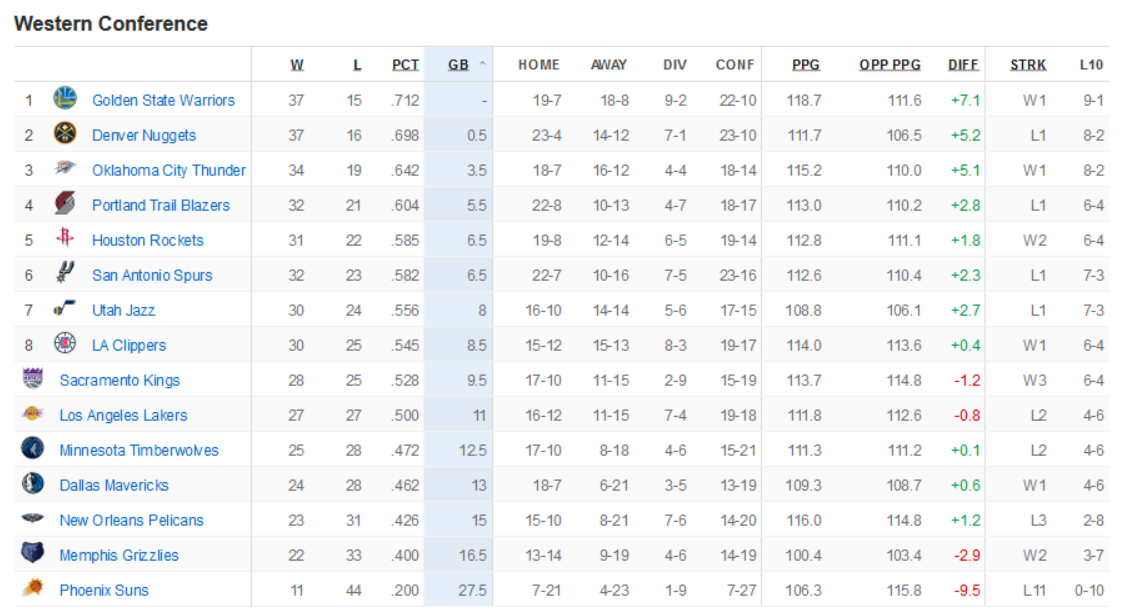 Western Conference
W L PCT GB HOME AWAY DIV CONF PPG OPP PPG DIFF STRK L10
1 Golden State Warriors 37 15 .712 - 19-7 18-8 9-2 22-10 118.7 111.6 +7.1 W1 9-1
2 Denver Nuggets 37 16 .698 0.5 23-4 14-12 7-1 23-10 111.7 106.5 +5.2 L1 8-2
3 Oklahoma City Thunder 34 19 .642 3.5 18-7 16-12 4-4 18-14 115.2 110.0 +5.1 W1 8-2
4 Portland Trail Blazers 32 21 .604 5.5 22-8 10-13 4-7 18-17 113.0 110.2 +2.8 L1 6-4
5 Houston Rockets 31 22 .585 6.5 19-8 12-14 6-5 19-14 112.8 111.1 +1.8 W2 6-4
6 San Antonio Spurs 32 23 .582 6.5 22-7 10-16 7-5 23-16 112.6 110.4 +2.3 L1 7-3
7 Utah Jazz 30 24 .556 8 16-10 14-14 5-6 17-15 108.8 106.1 +2.7 L1 7-3
8 LA Clippers 30 25 .545 8.5 15-12 15-13 8-3 19-17 114.0 113.6 +0.4 W1 6-4
Sacramento Kings 28 25 .528 9.5 17-10 11-15 2-9 15-19 113.7 114.8 -1.2 W3 6-4
Los Angeles Lakers 27 27 .500 11 16-12 11-15 7-4 19-18 111.8 112.6 -0.8 L2 4-6
Minnesota Timberwolves 25 28 .472 12.5 17-10 8-18 4-6 15-21 111.3 111.2 +0.1 L2 4-6
Dallas Mavericks 24 28 .462 13 18-7 6-21 3-5 13-19 109.3 108.7 +0.6 W1 4-6
New Orleans Pelicans 23 31 .426 15 15-10 8-21 7-6 14-20 116.0 114.8 +1.2 L3 2-8
Memphis Grizzlies 22 33 .400 16.5 13-14 9-19 4-6 14-19 100.4 103.4 -2.9 W2 3-7
Phoenix Suns 11 44 .200 27.5 7-21 4-23 1-9 7-27 106.3 115.8 -9.5 L11 0-10